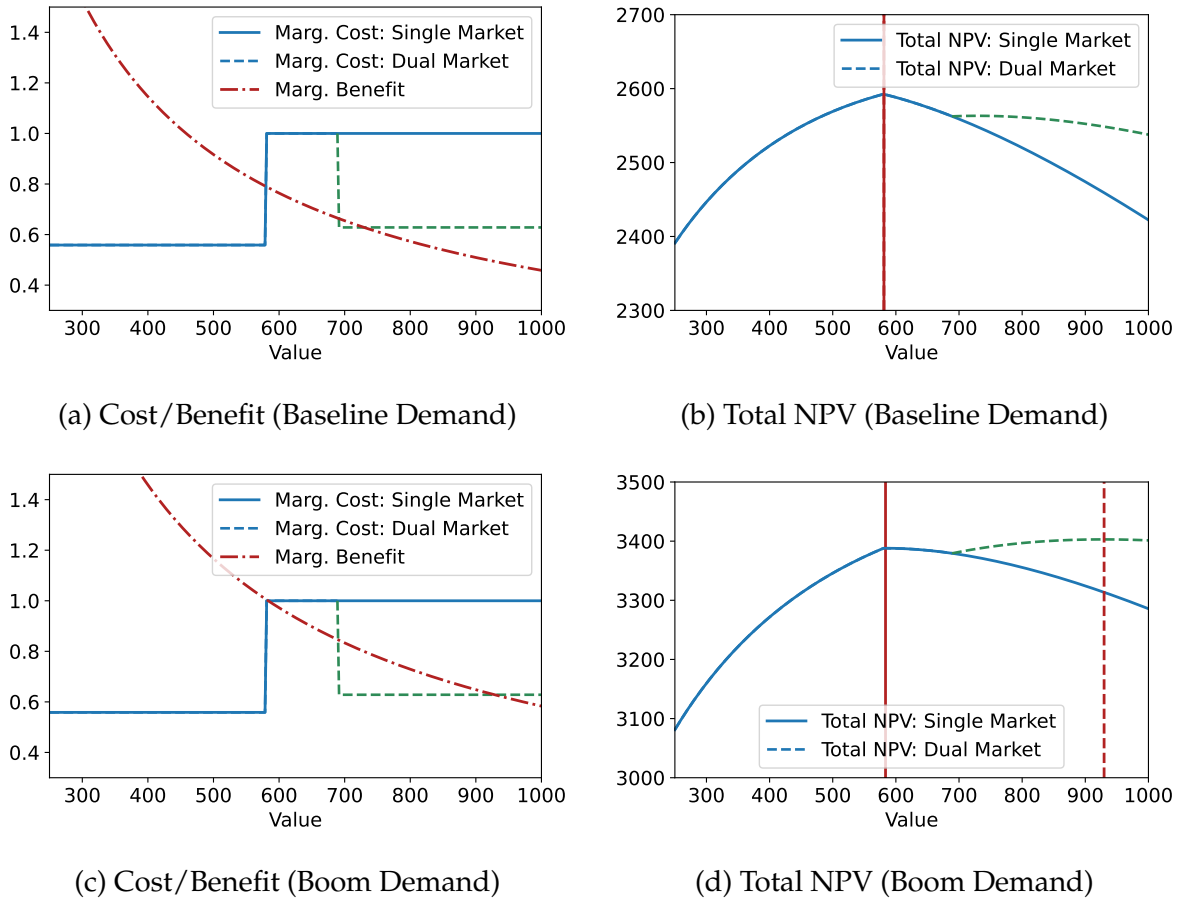 1.4
1.2
1.0
0.8
0.6
0.4
300 400 500 600 700 800 900 1000
Value
Marg. Cost: Single Market
Marg. Cost: Dual Market
Marg. Benefit
(a) Cost/Benefit (Baseline Demand)
2700
2600
2500
2400
2300
300 400 500 600 700 800 900 1000
Value
Total NPV: Single Market
Total NPV: Dual Market
(b) Total NPV (Baseline Demand)
1.4
1.2
1.0
0.8
0.6
0.4
300 400 500 600 700 800 900 1000
Value
Marg. Cost: Single Market
Marg. Cost: Dual Market
Marg. Benefit
(c) Cost/Benefit (Boom Demand)
3500
3400
3300
3200
3100
3000
300 400 500 600 700 800 900 1000
Value
Total NPV: Single Market
Total NPV: Dual Market
(d) Total NPV (Boom Demand)